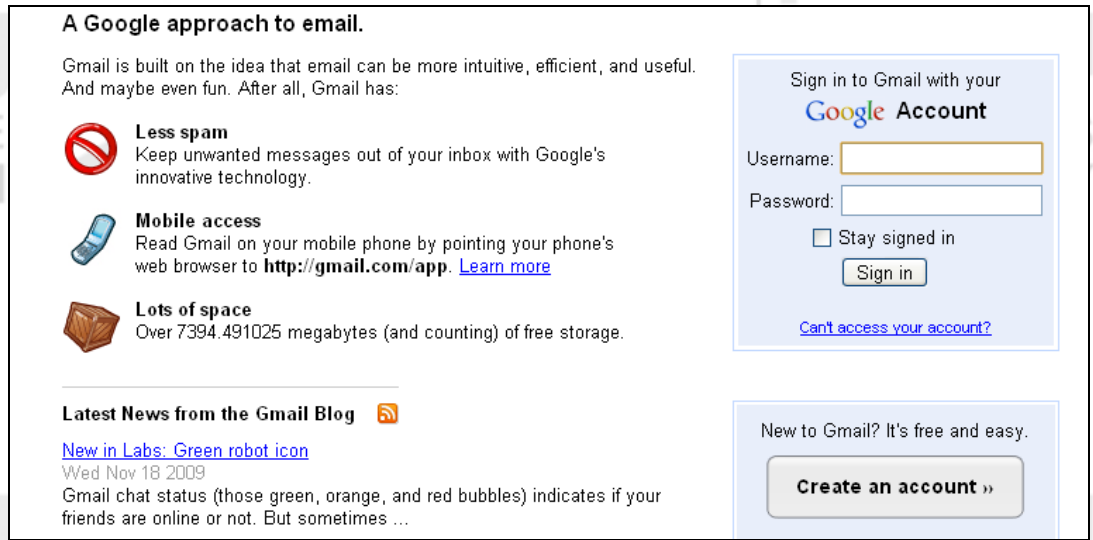 A Google approach to email.
Gmail is built on the idea that email can be more intuitive, efficient, and useful.
And maybe even fun. After all, Gmail has:
Less spam
Keep unwanted messages out of your inbox with Google's
innovative technology.
Mobile access
Read Gmail on your mobile phone by pointing your phone's
web browser to http://gmail.com/app. Learn more
Lots of space
Over 7394.491025 megabytes (and counting) of free storage.
Latest News from the Gmail Blog
New in Labs: Green robot icon
Wed Nov 18 2009
Gmail chat status (those green, orange, and red bubbles) indicates if your
friends are online or not. But sometimes ...
Sign in to Gmail with your
Google Account
Username:
Password:
Stay signed in
Sign in
Can't access your account?
New to Gmail? It's free and easy.
Create an account »